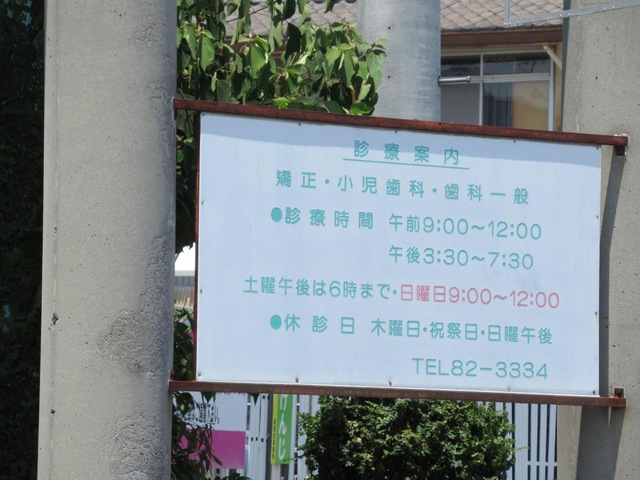 診療案内
矯正・小児歯科・歯科一般
●診療時間 午前9:00～12:00
午後3:30～7:30
土曜午後は6時まで・日曜日9:00～12:00
●休診日 木曜日・祝祭日・日曜午後
TEL82-3334
げんじ